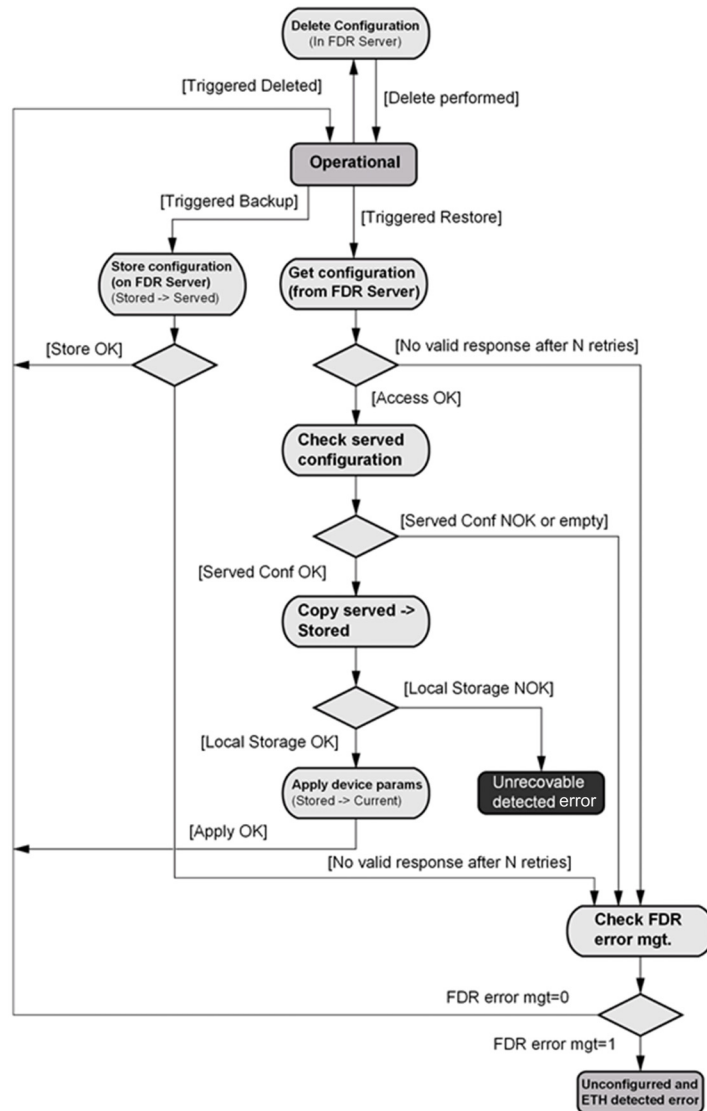 Delete Configuration
(In FDR Server)
[Triggered Deleted]
[Delete performed]
Operational
[Triggered Backup]
[Triggered Restore]
Store configuration
(on FDR Server)
(Stored -> Served)
Get configuration
(from FDR Server)
[Store OK]
[No valid response after N retries]
[Access OK]
Check served
configuration
[Served Conf NOK or empty]
[Served Conf OK]
Copy served ->
Stored
[Local Storage NOK]
[Local Storage OK]
Apply device params
(Stored -> Current)
Unrecovable
detected error
[Apply OK]
[No valid response after N retries]
Check FDR
error mgt.
FDR error mgt=0
FDR error mgt=1
Unconfigurred and
ETH detected error